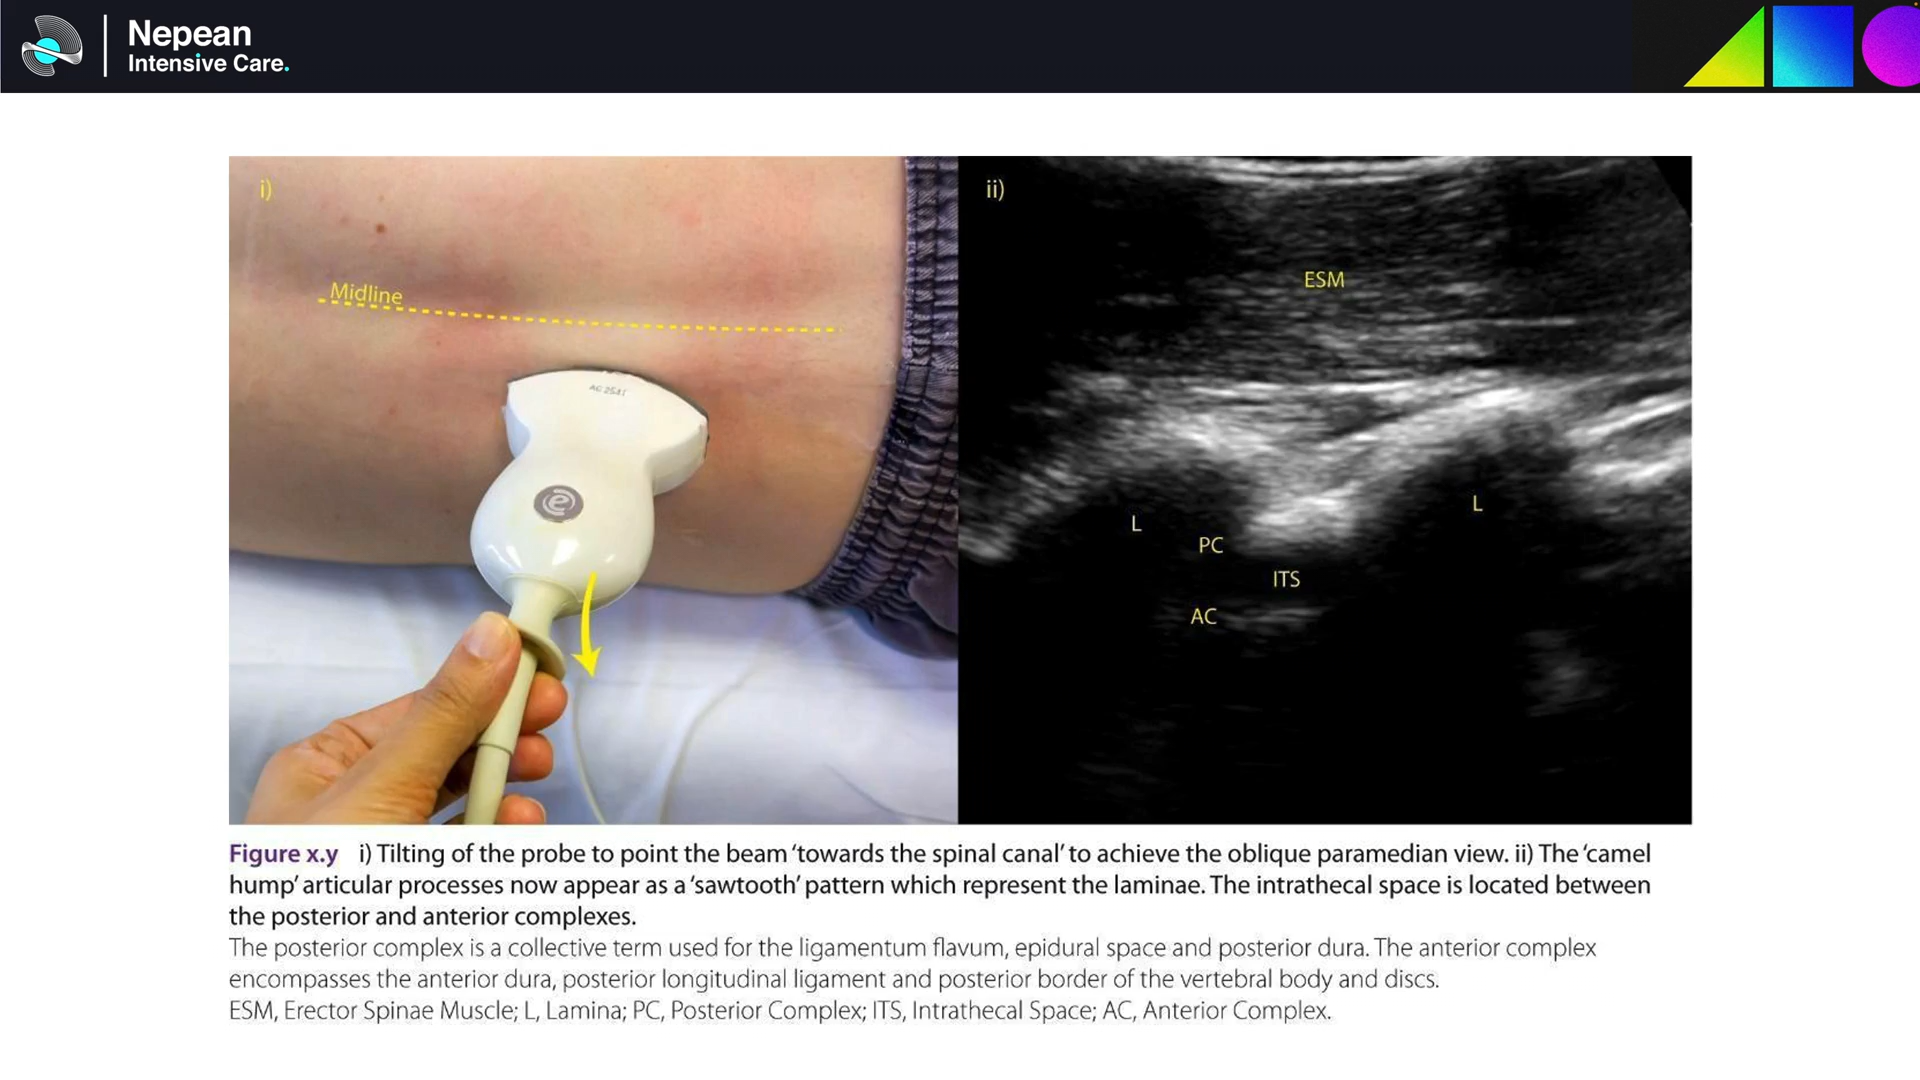 Nepean
Intensive Care.
i)
Midline
AC 2541
e
ii)
ESM
L
L
PC
ITS
AC
Figure x.y i) Tilting of the probe to point the beam ‘towards the spinal canal’ to achieve the oblique paramedian view. ii) The ‘camel
hump’ articular processes now appear as a ‘sawtooth’ pattern which represent the laminae. The intrathecal space is located between
the posterior and anterior complexes.
The posterior complex is a collective term used for the ligamentum flavum, epidural space and posterior dura. The anterior complex
encompasses the anterior dura, posterior longitudinal ligament and posterior border of the vertebral body and discs.
ESM, Erector Spinae Muscle; L, Lamina; PC, Posterior Complex; ITS, Intrathecal Space; AC, Anterior Complex.